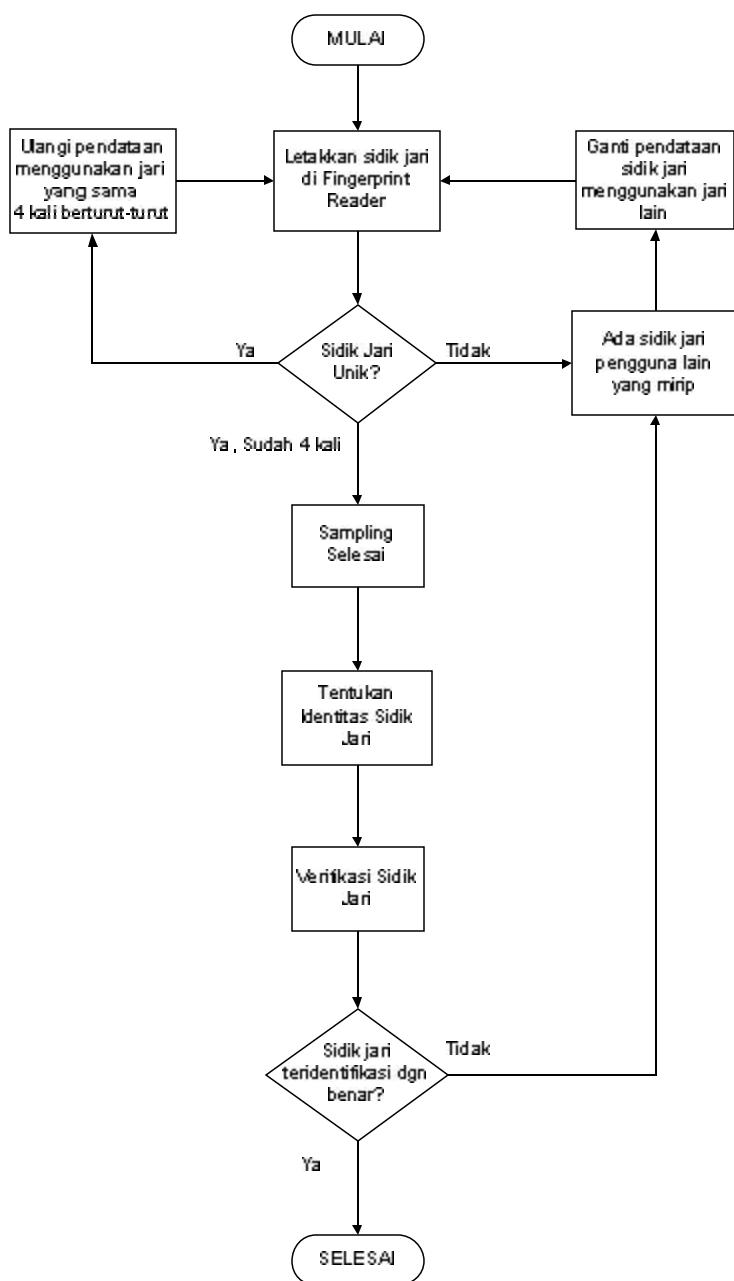 MULAI
Ulangi pendataan
menggunakan jari
yang sama
4 kali berturut-turut
Letakkan sidik jari
di Fingerprint
Reader
Ganti pendataan
sidik jari
menggunakan jari
lain
Ya
Sidik Jari
Unik?
Tidak
Ada sidik jari
pengguna lain
yang mirip
Ya, Sudah 4 kali
Sampling
Selesai
Tentukan
Identitas Sidik
Jari
Verifikasi Sidik
Jari
Sidik jari
teridentifikasi dgn
benar?
Tidak
Ya
SELESAI